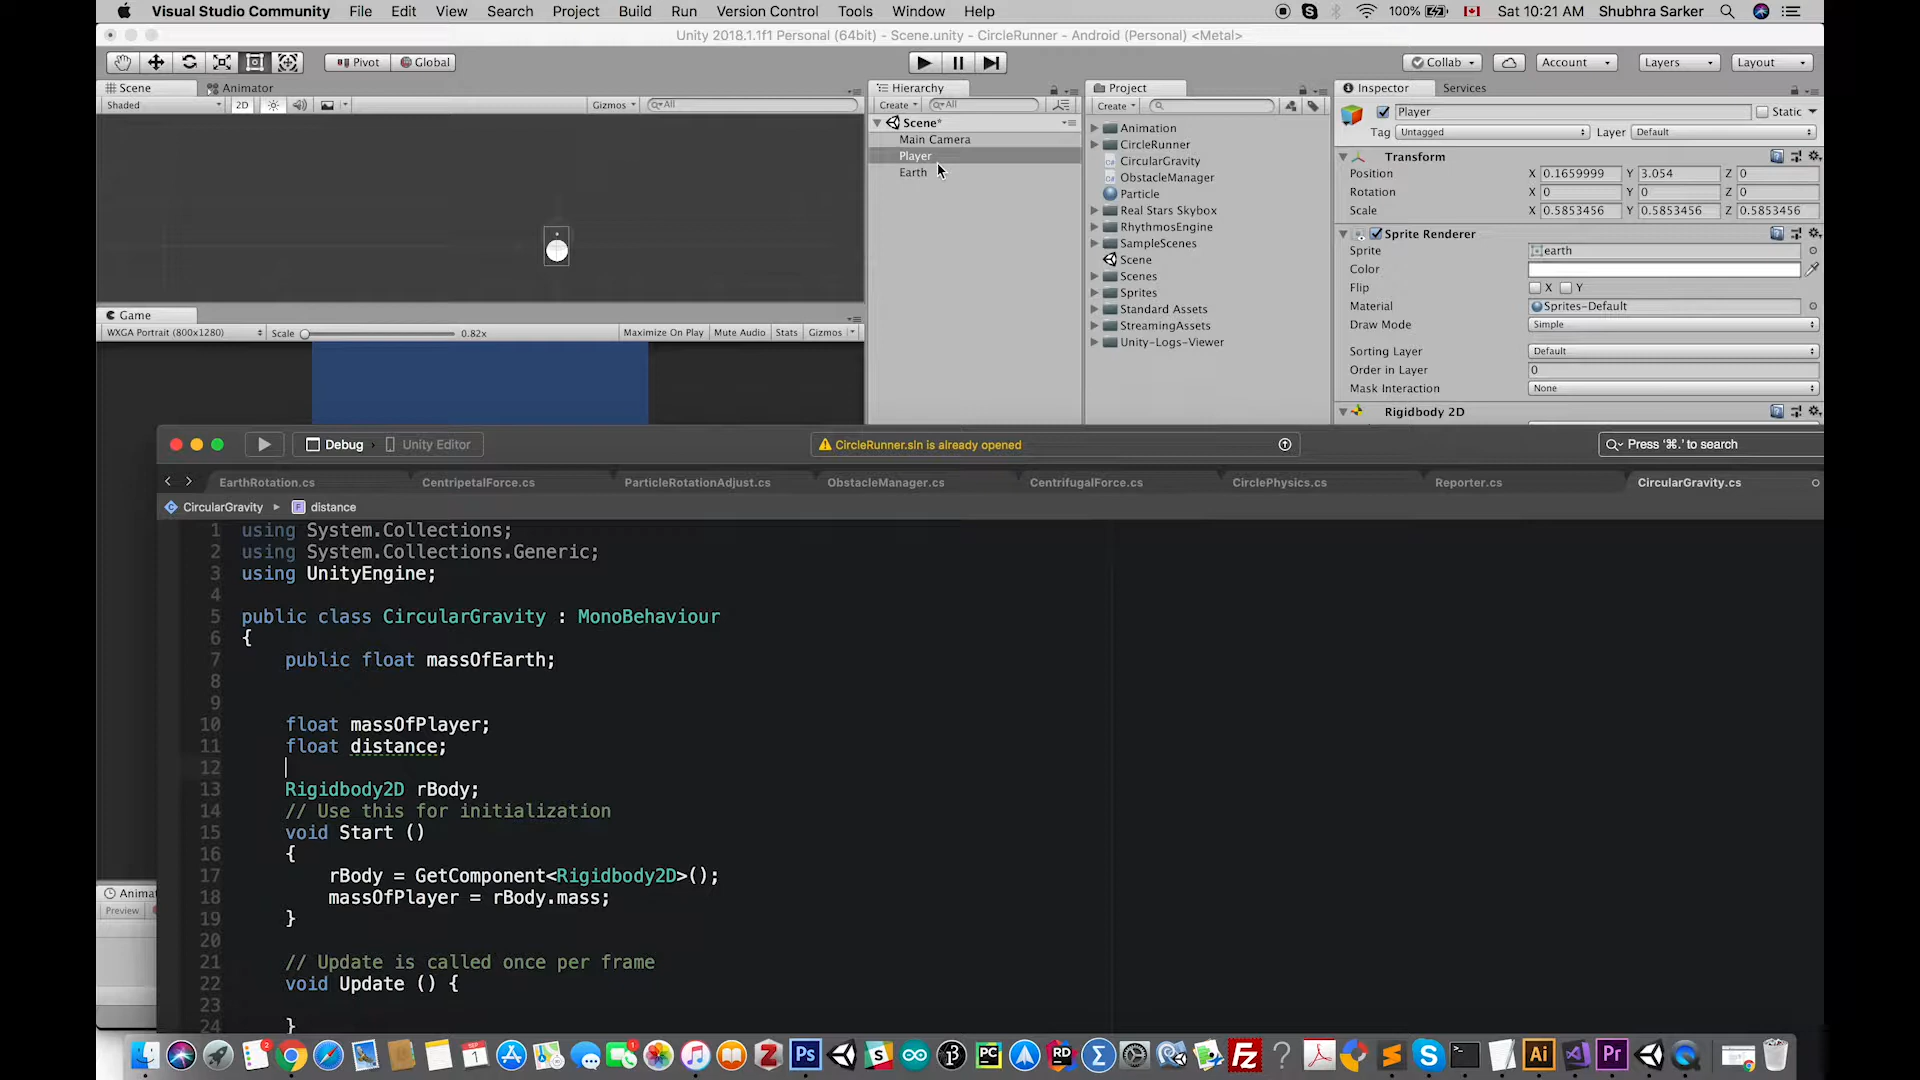 Visual Studio Community File Edit View Search Project Build Run Version Control Tools Window Help 100% Sat 10:21 AM Shubhra Sarker
Unity 2018.1.1f1 Personal (64bit) - Scene.unity - CircleRunner - Android (Personal) <Metal>
Pivot Global Collab Account Layers Layout
Scene Animator
Shaded 2D Gizmos All
Hierarchy
Create All
Scene*
Main Camera
Player
Earth
Project
Create
Animation
CircleRunner
CircularGravity
ObstacleManager
Particle
Real Stars Skybox
RhythmosEngine
SampleScenes
Scene
Scenes
Sprites
Standard Assets
StreamingAssets
Unity-Logs-Viewer
Inspector Services
Player Static
Tag Untagged Layer Default
Transform
Position X 0.1659999 Y 3.054 Z 0
Rotation X 0 Y 0 Z 0
Scale X 0.5853456 Y 0.5853456 Z 0.5853456
Sprite Renderer
Sprite earth
Color
Flip X Y
Material Sprites-Default
Draw Mode Simple
Sorting Layer Default
Order in Layer 0
Mask Interaction None
Rigidbody 2D
Game
WXGA Portrait (800x1280) Scale 0.82x Maximize On Play Mute Audio Stats Gizmos
Debug Unity Editor CircleRunner.sln is already opened Press ‘⌘.’ to search
EarthRotation.cs CentripetalForce.cs ParticleRotationAdjust.cs ObstacleManager.cs CentrifugalForce.cs CirclePhysics.cs Reporter.cs CircularGravity.cs
CircularGravity distance
1 using System.Collections;
2 using System.Collections.Generic;
3 using UnityEngine;
4
5 public class CircularGravity : MonoBehaviour
6 {
7 public float massOfEarth;
8
9
10 float massOfPlayer;
11 float distance;
12
13 Rigidbody2D rBody;
14 // Use this for initialization
15 void Start ()
16 {
17 rBody = GetComponent<Rigidbody2D>();
18 massOfPlayer = rBody.mass;
19 }
20
21 // Update is called once per frame
22 void Update () {
23
24 }
Animat
Preview